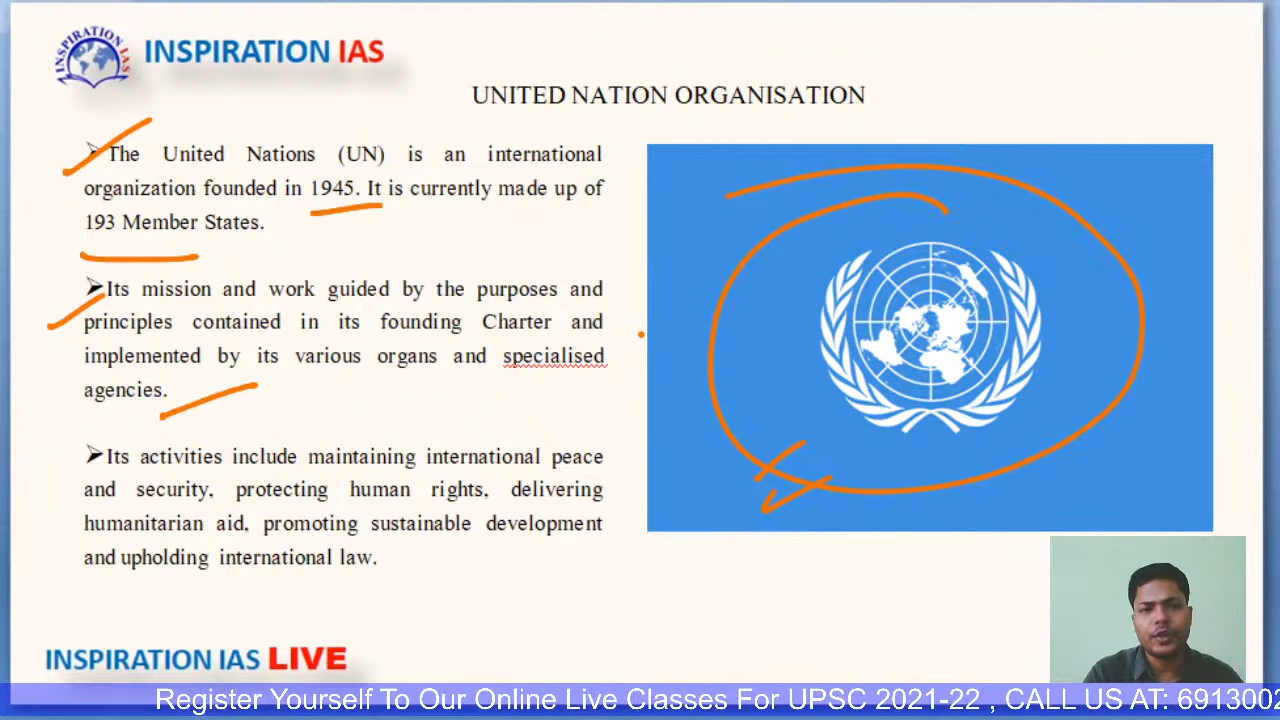 INSPIRATION IAS
INSPIRATION IAS
UNITED NATION ORGANISATION
➢The United Nations (UN) is an international
organization founded in 1945. It is currently made up of
193 Member States.
➢Its mission and work guided by the purposes and
principles contained in its founding Charter and
implemented by its various organs and specialised
agencies.
➢Its activities include maintaining international peace
and security, protecting human rights, delivering
humanitarian aid, promoting sustainable development
and upholding international law.
INSPIRATION IAS LIVE
Register Yourself To Our Online Live Classes For UPSC 2021-22 , CALL US AT: 6913002